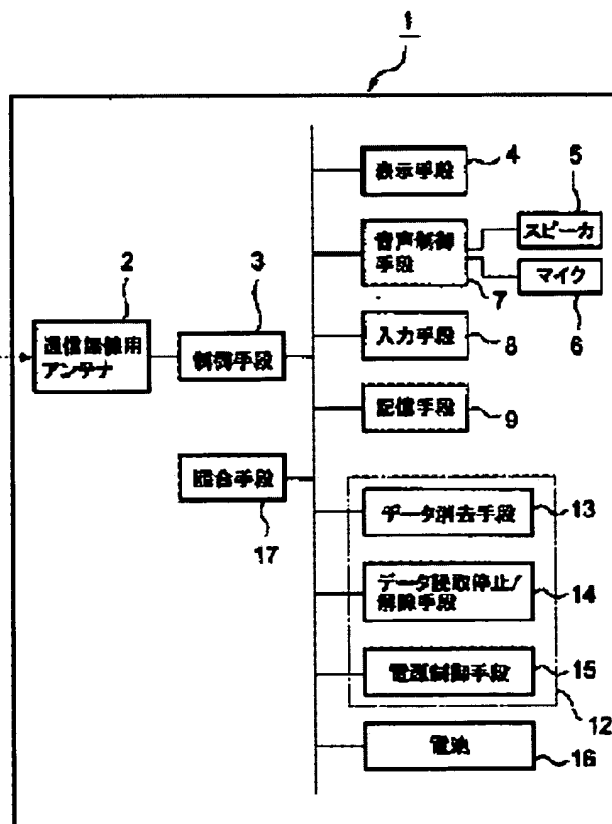 1
表示手段
4
5
スピーカ
音声制御
手段
7
マイク
6
2
3
通信無線用
アンテナ
制御手段
入力手段
8
記憶手段
9
照合手段
17
データ消去手段
13
データ読取停止/
解除手段
14
電源制御手段
15
12
電池
16